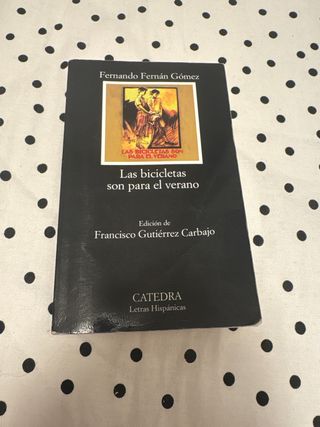 Fernando Fernán Gómez
LAS BICICLETAS SON
PARA EL VERANO
Las bicicletas
son para el verano
Edición de
Francisco Gutiérrez Carbajo
CATEDRA
Letras Hispánicas